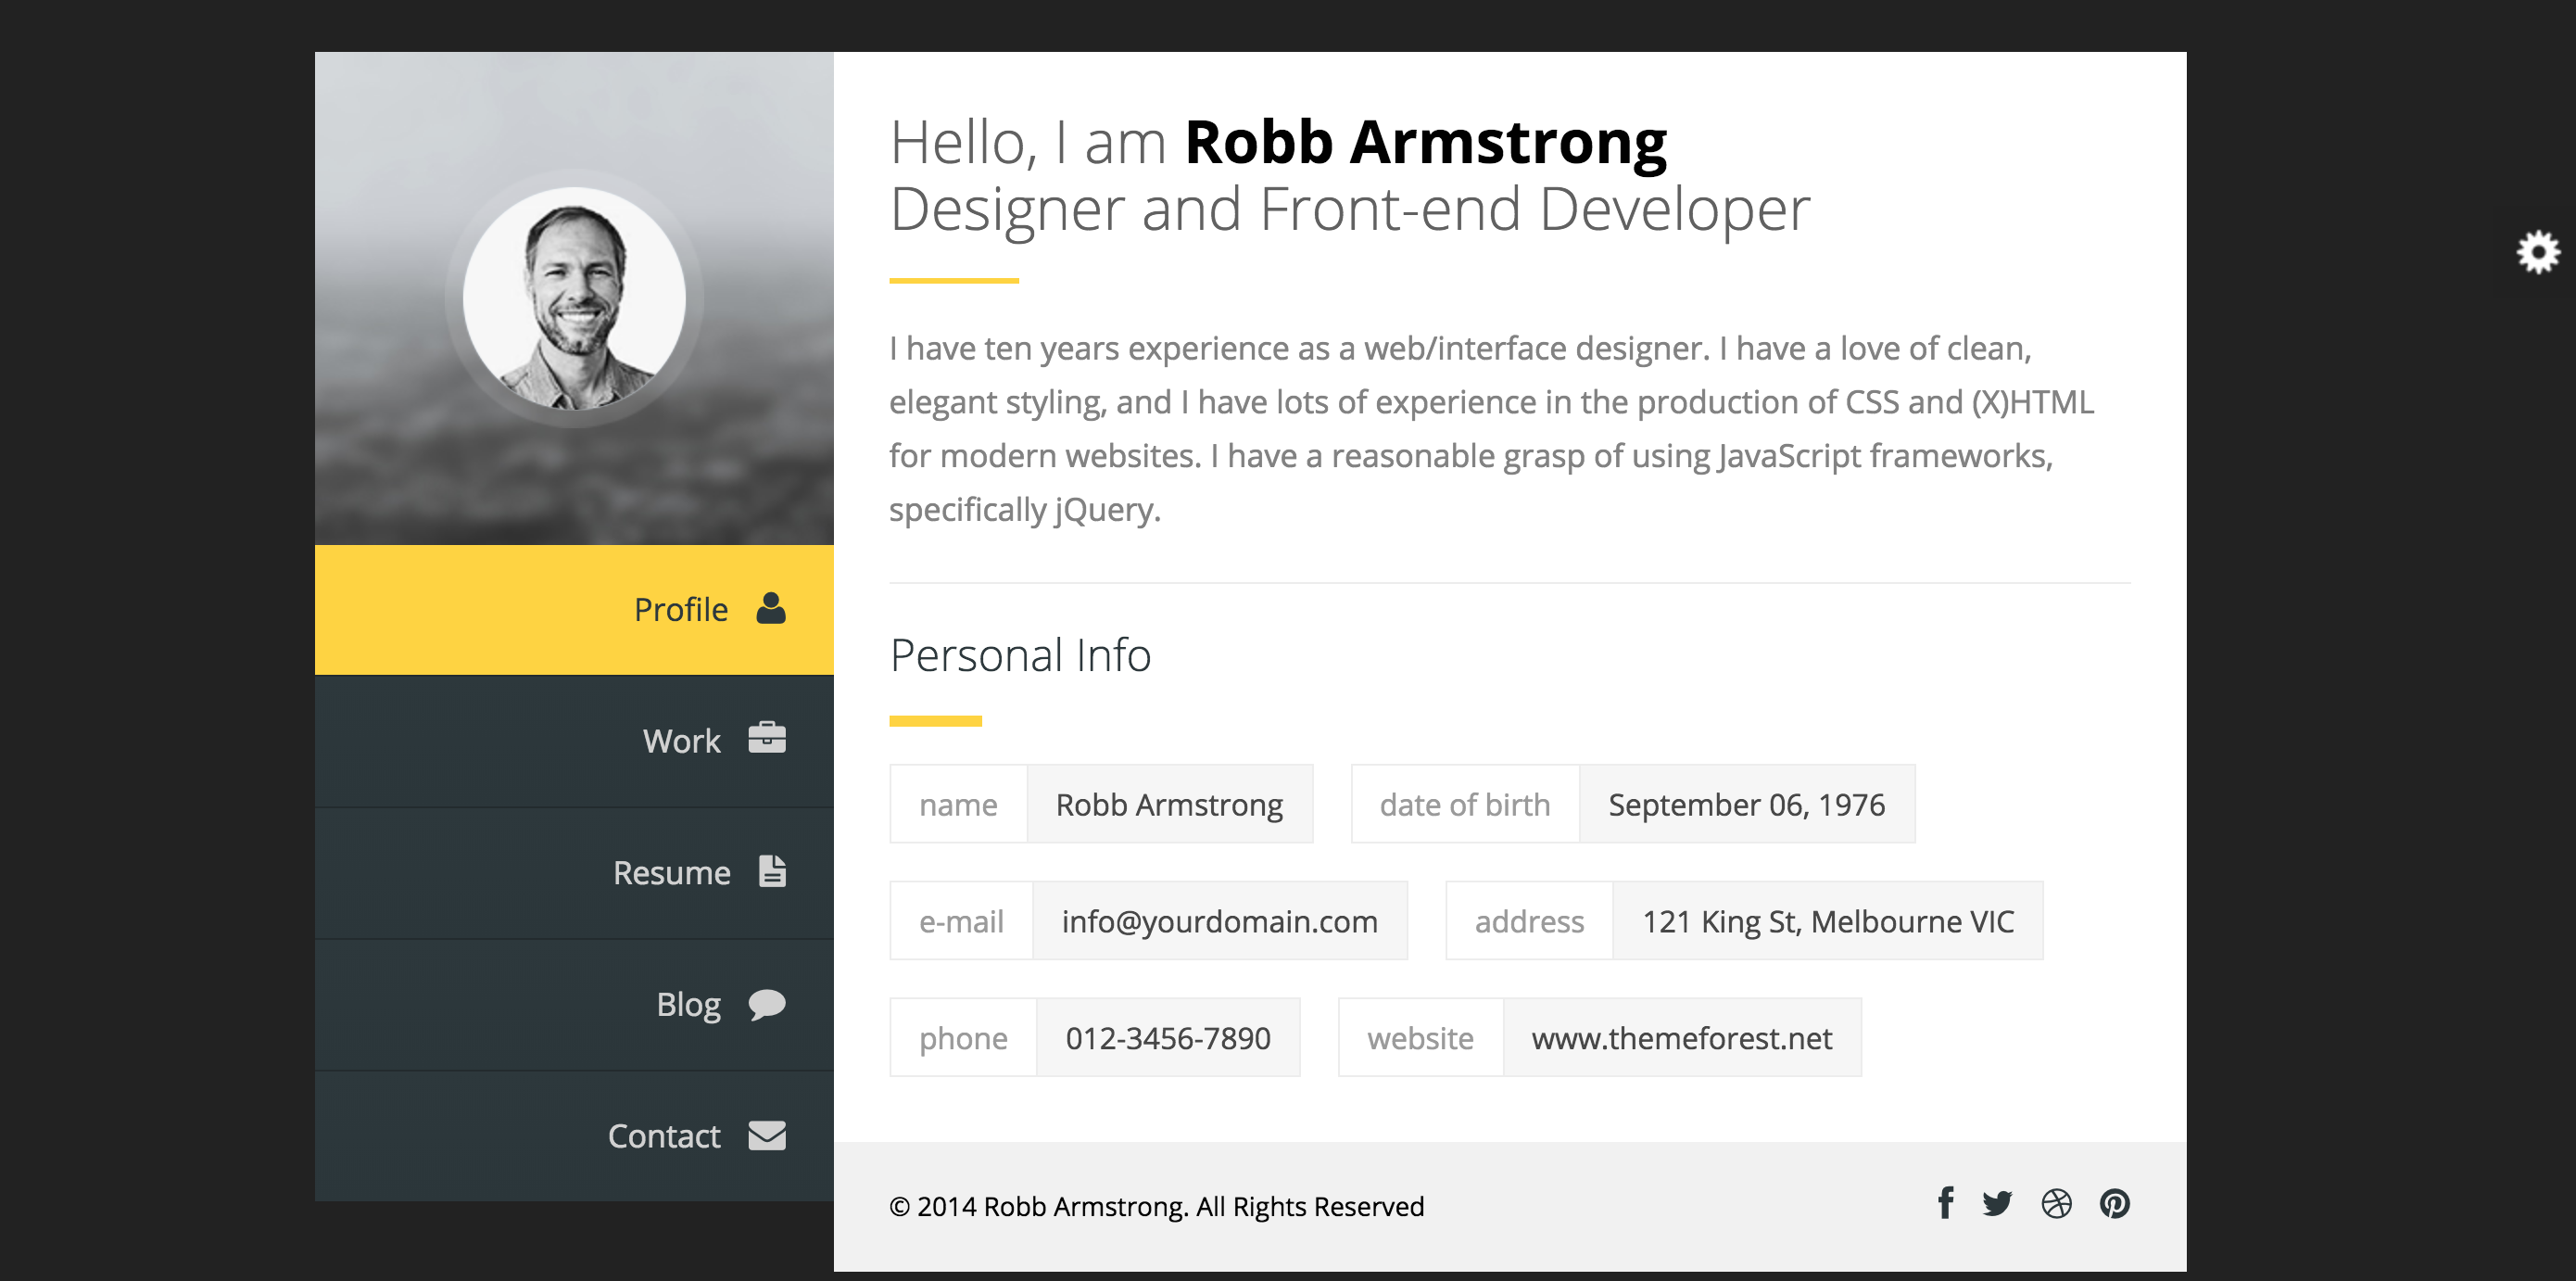 Hello, I am Robb Armstrong
Designer and Front-end Developer
I have ten years experience as a web/interface designer. I have a love of clean,
elegant styling, and I have lots of experience in the production of CSS and (X)HTML
for modern websites. I have a reasonable grasp of using JavaScript frameworks,
specifically jQuery.
Profile
Work
Resume
Blog
Contact
Personal Info
name Robb Armstrong
date of birth September 06, 1976
e-mail info@yourdomain.com
address 121 King St, Melbourne VIC
phone 012-3456-7890
website www.themeforest.net
© 2014 Robb Armstrong. All Rights Reserved